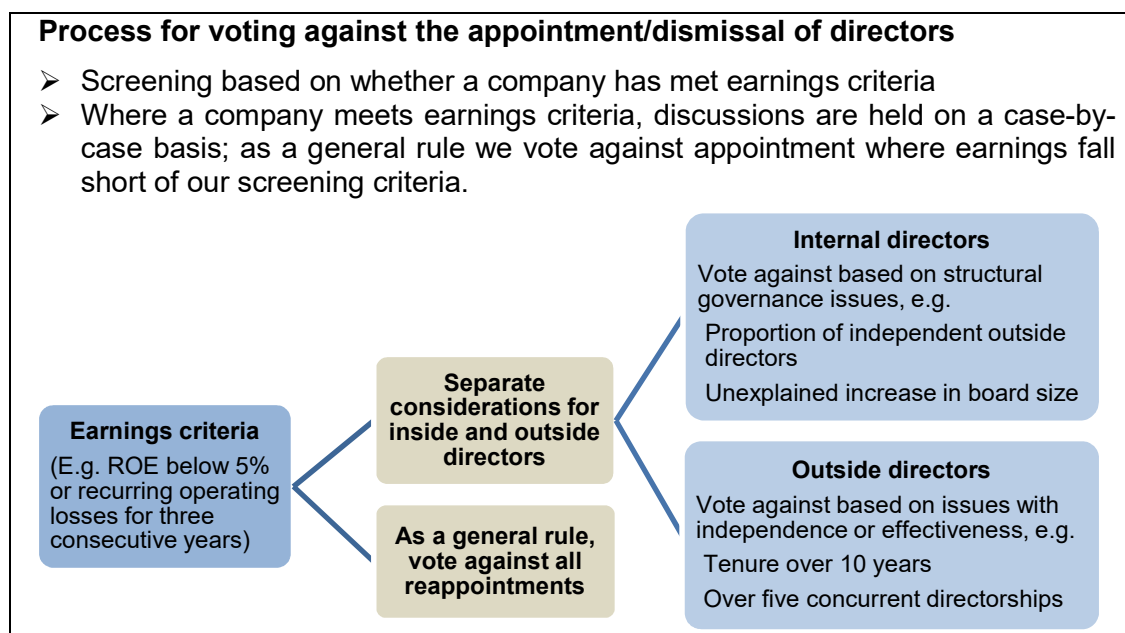 Process for voting against the appointment/dismissal of directors
➢ Screening based on whether a company has met earnings criteria
➢ Where a company meets earnings criteria, discussions are held on a case-by-
case basis; as a general rule we vote against appointment where earnings fall
short of our screening criteria.
Earnings criteria
(E.g. ROE below 5%
or recurring operating
losses for three
consecutive years)
Separate
considerations for
inside and outside
directors
As a general rule,
vote against all
reappointments
Internal directors
Vote against based on structural
governance issues, e.g.
Proportion of independent outside
directors
Unexplained increase in board size
Outside directors
Vote against based on issues with
independence or effectiveness, e.g.
Tenure over 10 years
Over five concurrent directorships